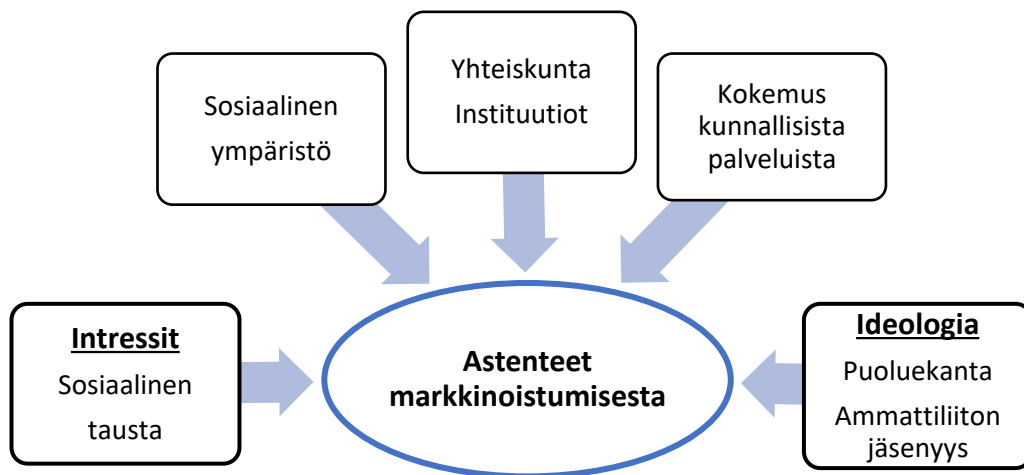 Sosiaalinen
ympäristö
Yhteiskunta
Instituutiot
Kokemus
kunnallisista
palveluista
Intressit
Sosiaalinen
tausta
Astenteet
markkinoistumisesta
Ideologia
Puoluekanta
Ammattiliiton
jäsenyys